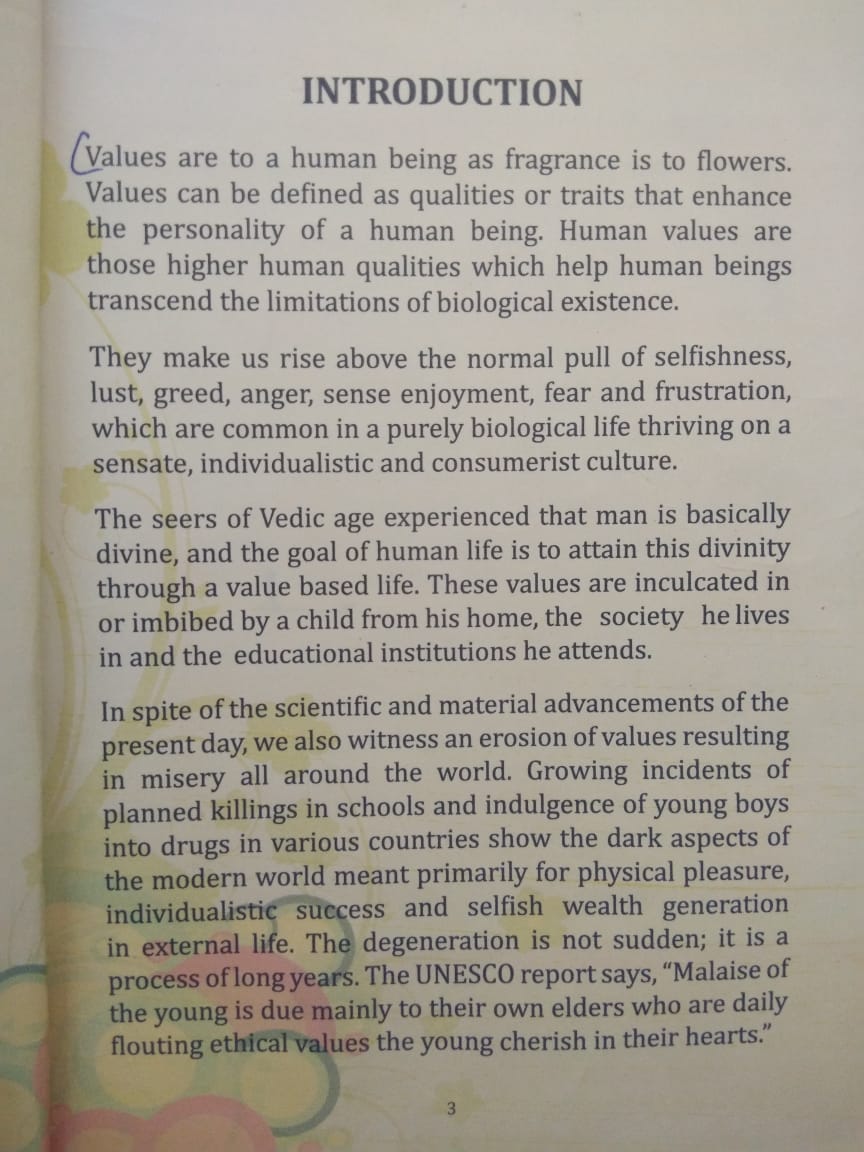 INTRODUCTION
Values are to a human being as fragrance is to flowers.
Values can be defined as qualities or traits that enhance
the personality of a human being. Human values are
those higher human qualities which help human beings
transcend the limitations of biological existence.
They make us rise above the normal pull of selfishness,
lust, greed, anger, sense enjoyment, fear and frustration,
which are common in a purely biological life thriving on a
sensate, individualistic and consumerist culture.
The seers of Vedic age experienced that man is basically
divine, and the goal of human life is to attain this divinity
through a value based life. These values are inculcated in
or imbibed by a child from his home, the society he lives
in and the educational institutions he attends.
In spite of the scientific and material advancements of the
present day, we also witness an erosion of values resulting
in misery all around the world. Growing incidents of
planned killings in schools and indulgence of young boys
into drugs in various countries show the dark aspects of
the modern world meant primarily for physical pleasure,
individualistic success and selfish wealth generation
in external life. The degeneration is not sudden; it is a
process of long years. The UNESCO report says, “Malaise of
the young is due mainly to their own elders who are daily
flouting ethical values the young cherish in their hearts.”
3